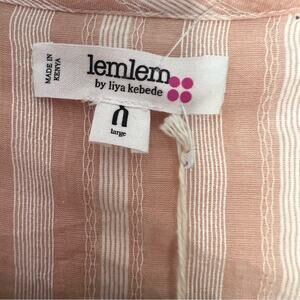 MADE IN
KENYA
lemlem
by liya kebede
large